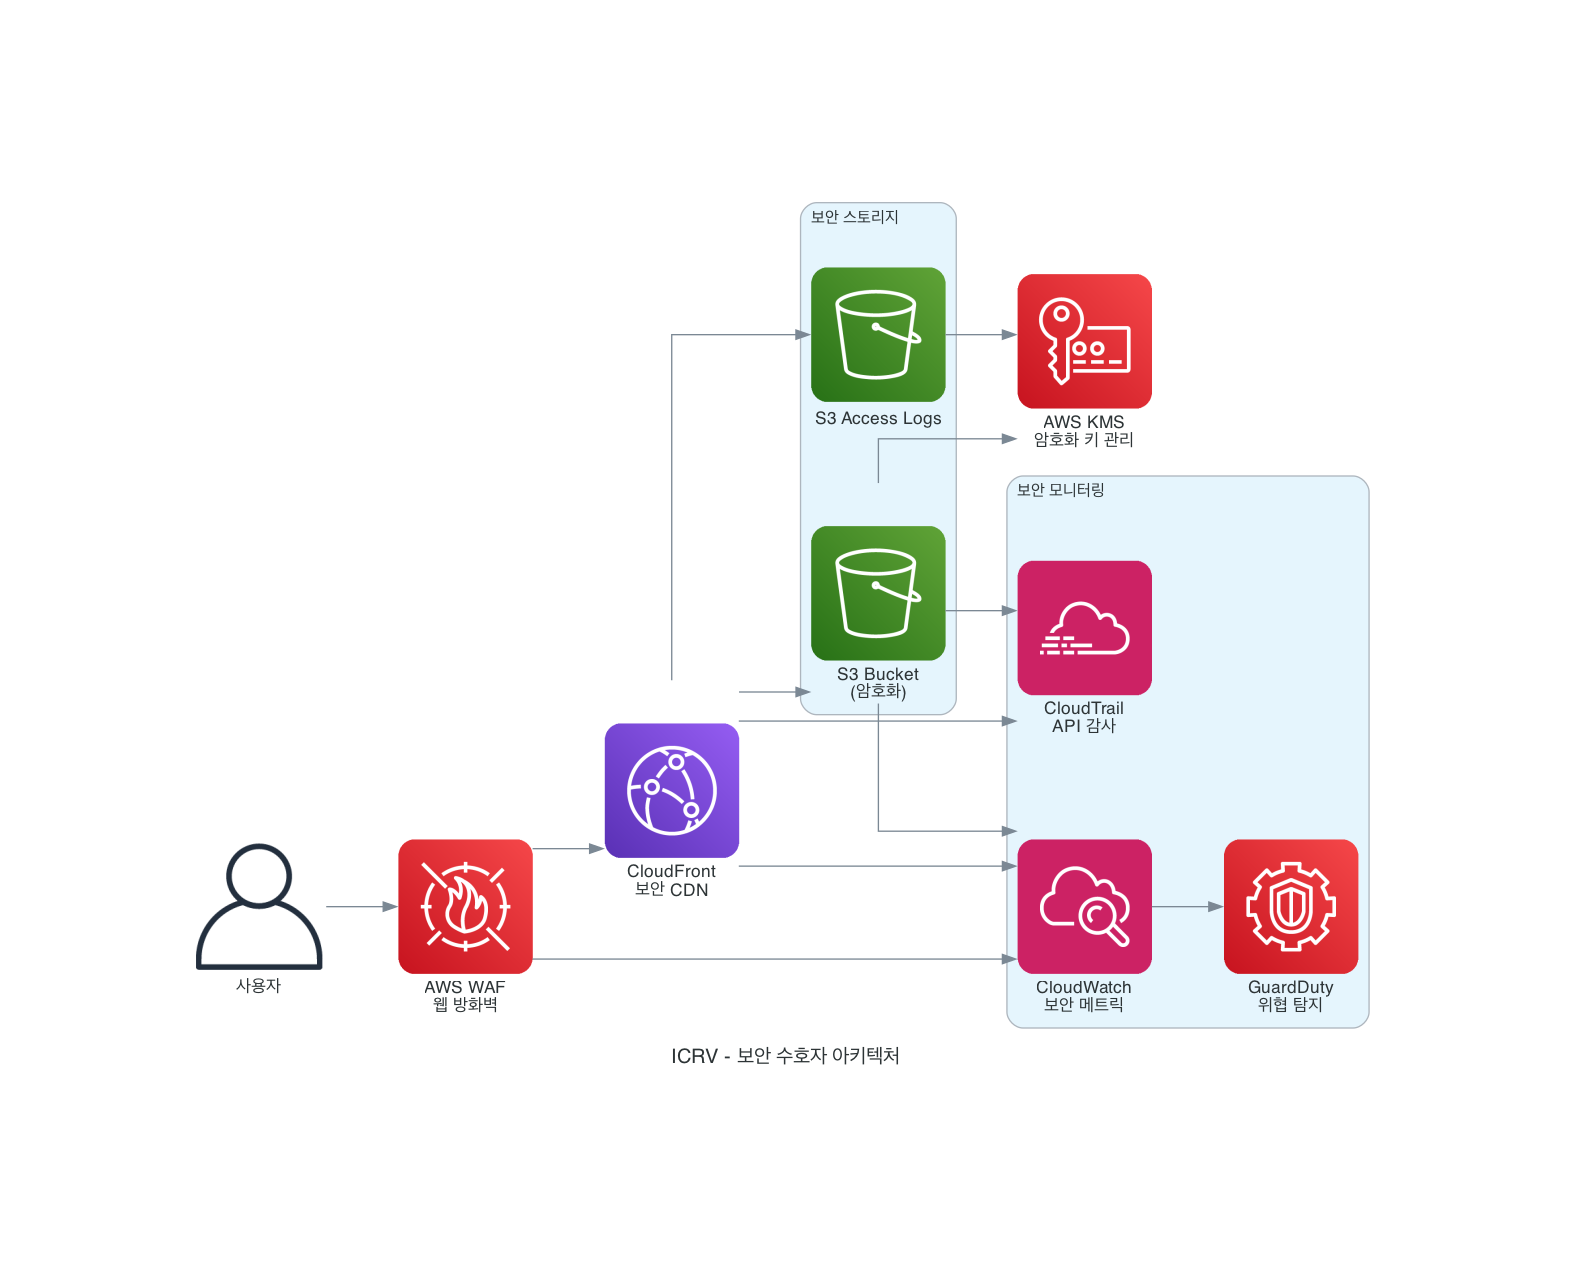 보안 스토리지
S3 Access Logs
AWS KMS
암호화 키 관리
보안 모니터링
S3 Bucket
(암호화)
CloudTrail
API 감사
CloudFront
보안 CDN
사용자
AWS WAF
웹 방화벽
CloudWatch
보안 메트릭
GuardDuty
위협 탐지
ICRV - 보안 수호자 아키텍처